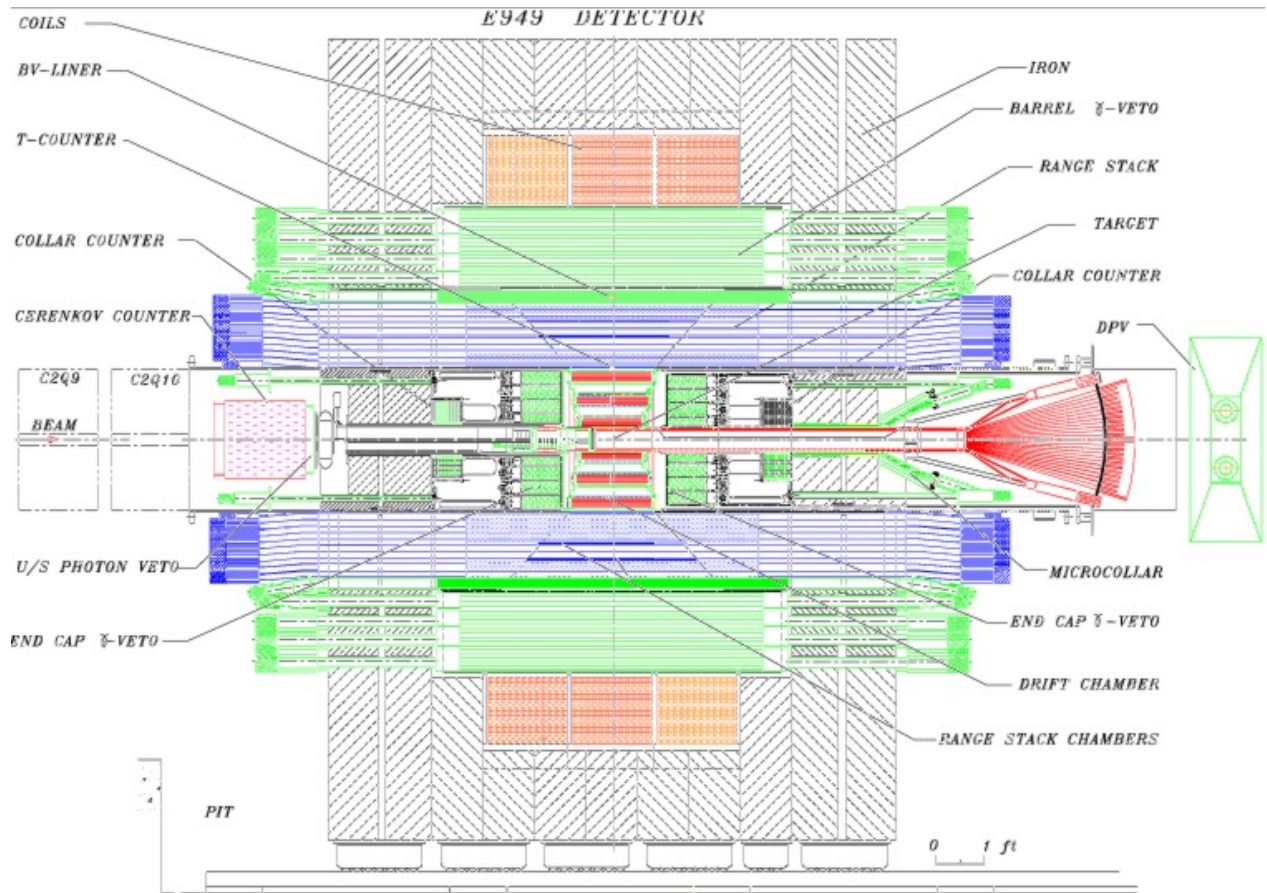 E949 DETECTOR
COILS
BV-LINER
T-COUNTER
COLLAR COUNTER
CERENKOV COUNTER
C2Q9
C2Q10
BEAM
U/S PHOTON VETO
END CAP γ-VETO
PIT
IRON
BARREL γ-VETO
RANGE STACK
TARGET
COLLAR COUNTER
DPV
MICROCOLLAR
END CAP γ-VETO
DRIFT CHAMBER
RANGE STACK CHAMBERS
0 1 ft